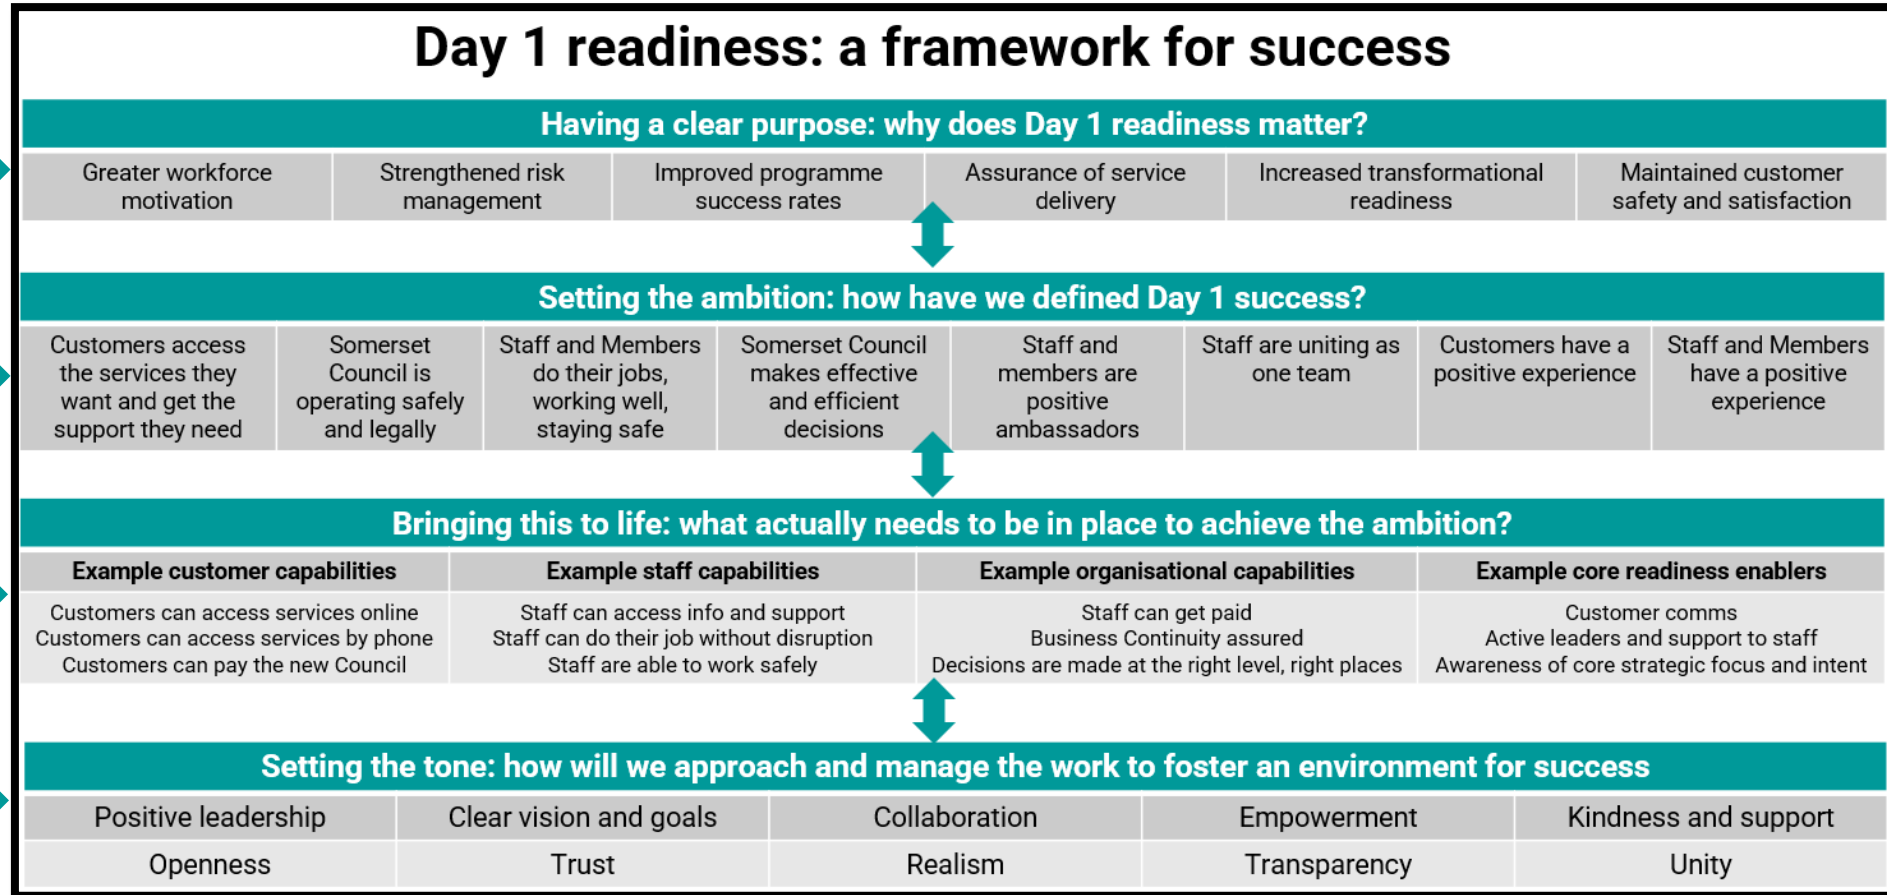 Day 1 readiness: a framework for success
Having a clear purpose: why does Day 1 readiness matter?
Greater workforce
motivation
Strengthened risk
management
Improved programme
success rates
Assurance of service
delivery
Increased transformational
readiness
Maintained customer
safety and satisfaction
Setting the ambition: how have we defined Day 1 success?
Customers access
the services they
want and get the
support they need
Somerset
Council is
operating safely
and legally
Staff and Members
do their jobs,
working well,
staying safe
Somerset Council
makes effective
and efficient
decisions
Staff and
members are
positive
ambassadors
Staff are uniting as
one team
Customers have a
positive experience
Staff and Members
have a positive
experience
Bringing this to life: what actually needs to be in place to achieve the ambition?
Example customer capabilities
Customers can access services online
Customers can access services by phone
Customers can pay the new Council
Example staff capabilities
Staff can access info and support
Staff can do their job without disruption
Staff are able to work safely
Example organisational capabilities
Staff can get paid
Business Continuity assured
Decisions are made at the right level, right places
Example core readiness enablers
Customer comms
Active leaders and support to staff
Awareness of core strategic focus and intent
Setting the tone: how will we approach and manage the work to foster an environment for success
Positive leadership
Clear vision and goals
Collaboration
Empowerment
Kindness and support
Openness
Trust
Realism
Transparency
Unity